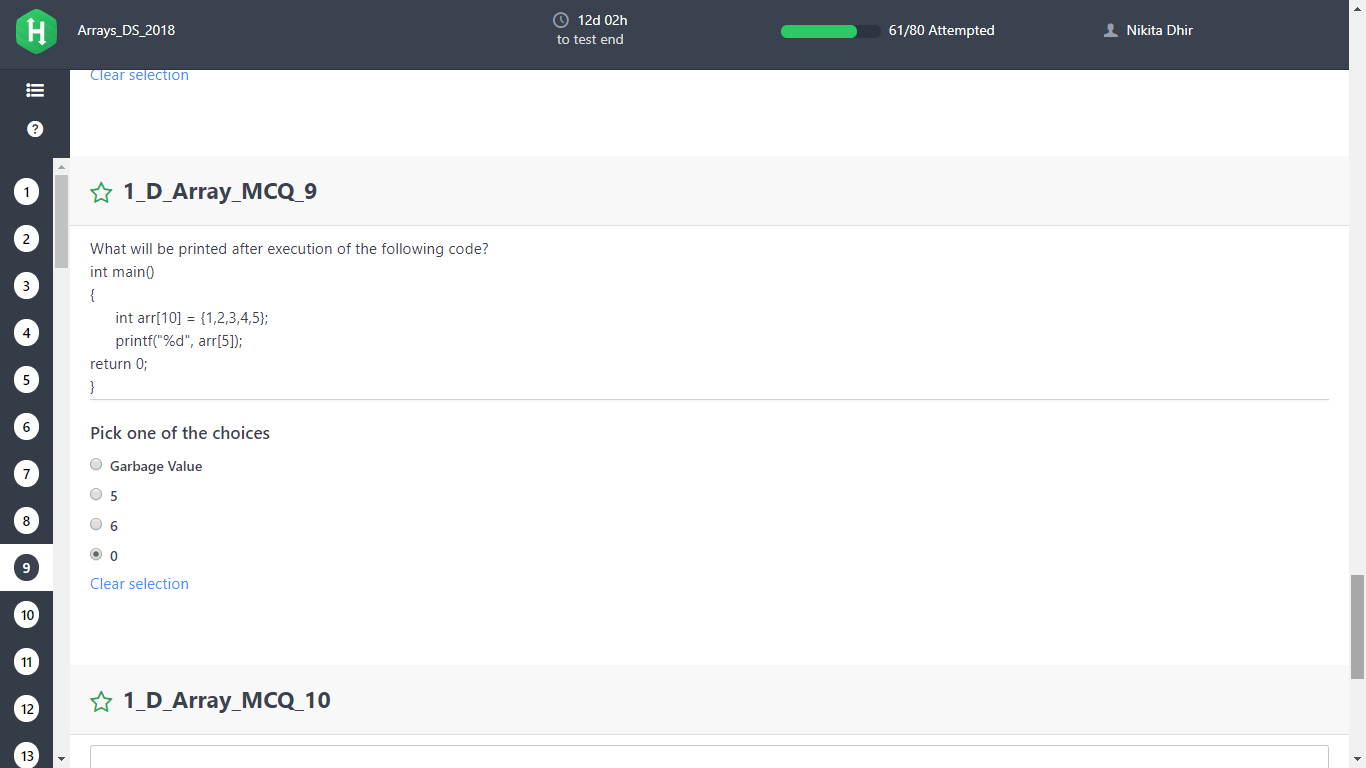 Arrays_DS_2018
12d 02h
to test end
61/80 Attempted
Nikita Dhir
Clear selection
?
1
2
3
4
5
6
7
8
9
10
11
12
13
1_D_Array_MCQ_9
What will be printed after execution of the following code?
int main()
{
int arr[10] = {1,2,3,4,5};
printf("%d", arr[5]);
return 0;
}
Pick one of the choices
Garbage Value
5
6
0
Clear selection
1_D_Array_MCQ_10